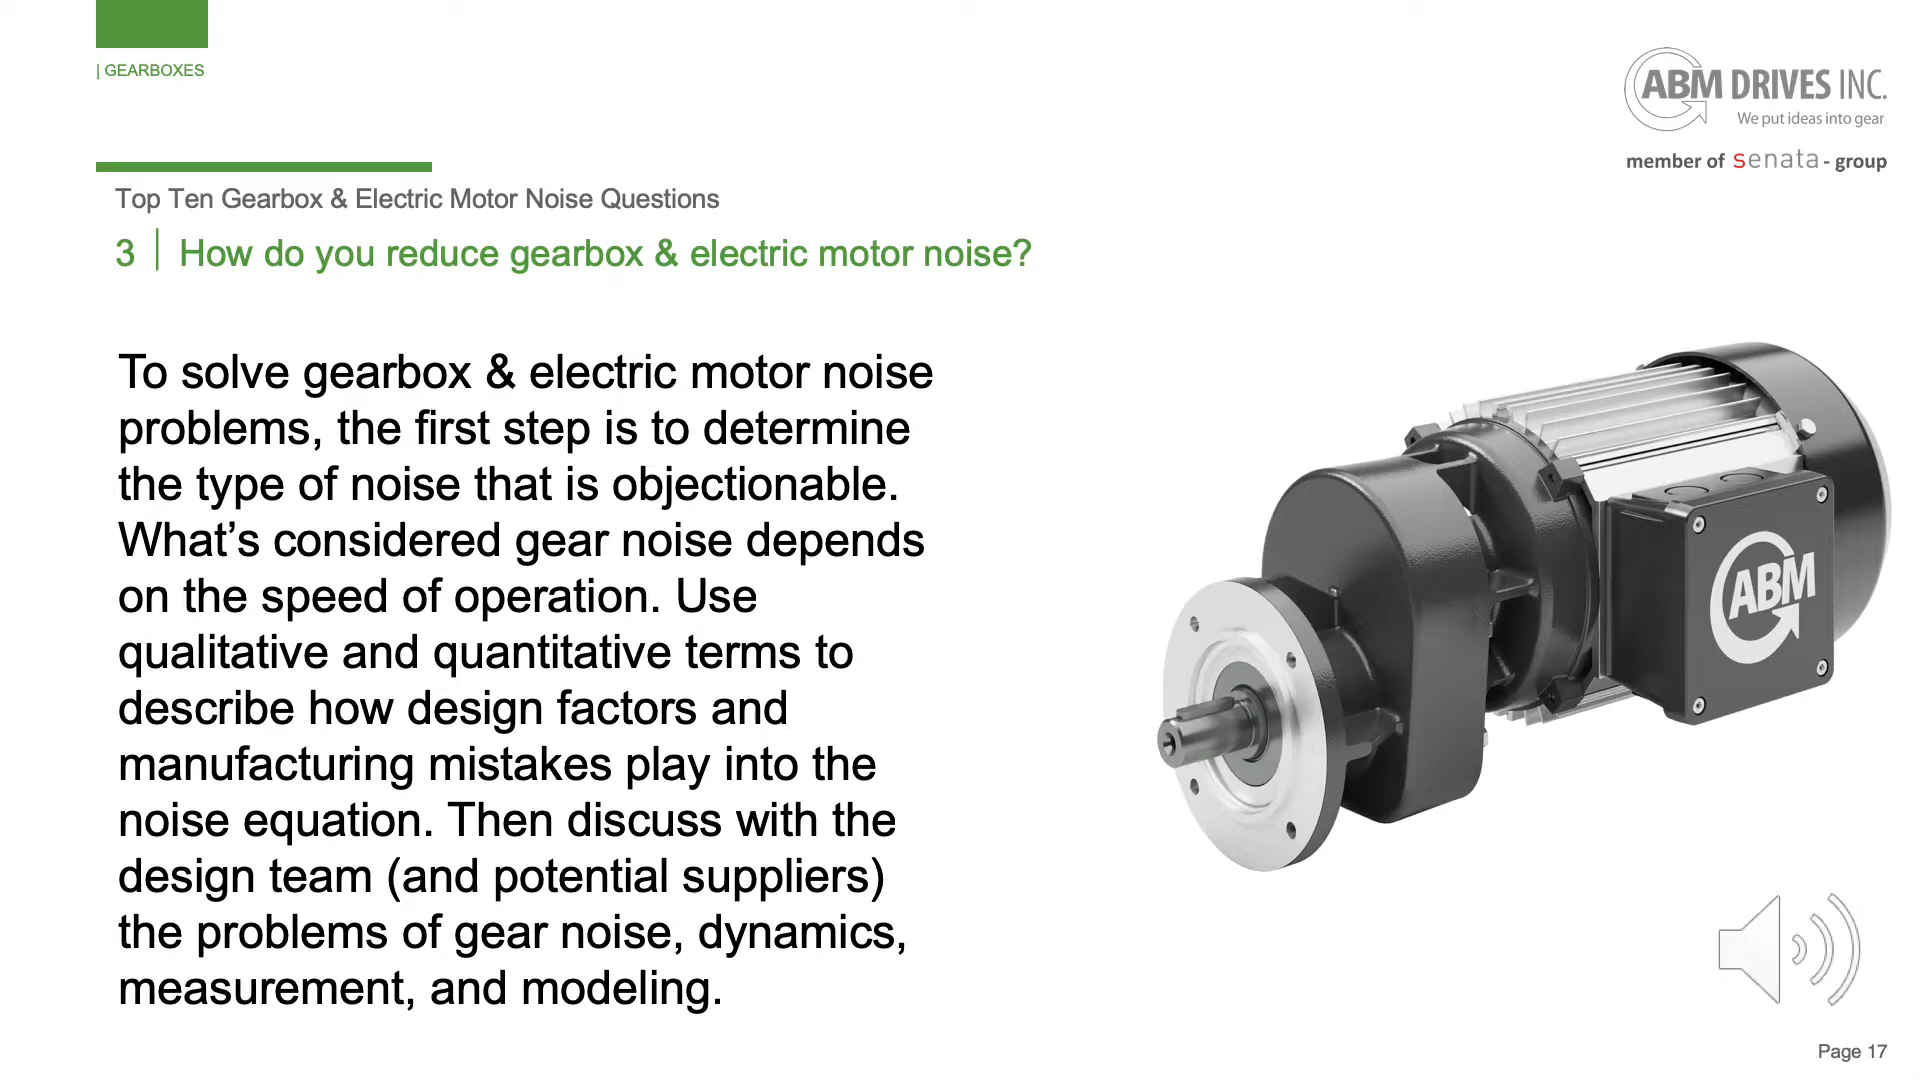 | GEARBOXES
ABM DRIVES INC.
We put ideas into gear
member of senata - group
Top Ten Gearbox & Electric Motor Noise Questions
3 | How do you reduce gearbox & electric motor noise?
To solve gearbox & electric motor noise
problems, the first step is to determine
the type of noise that is objectionable.
What’s considered gear noise depends
on the speed of operation. Use
qualitative and quantitative terms to
describe how design factors and
manufacturing mistakes play into the
noise equation. Then discuss with the
design team (and potential suppliers)
the problems of gear noise, dynamics,
measurement, and modeling.
ABM
Page 17